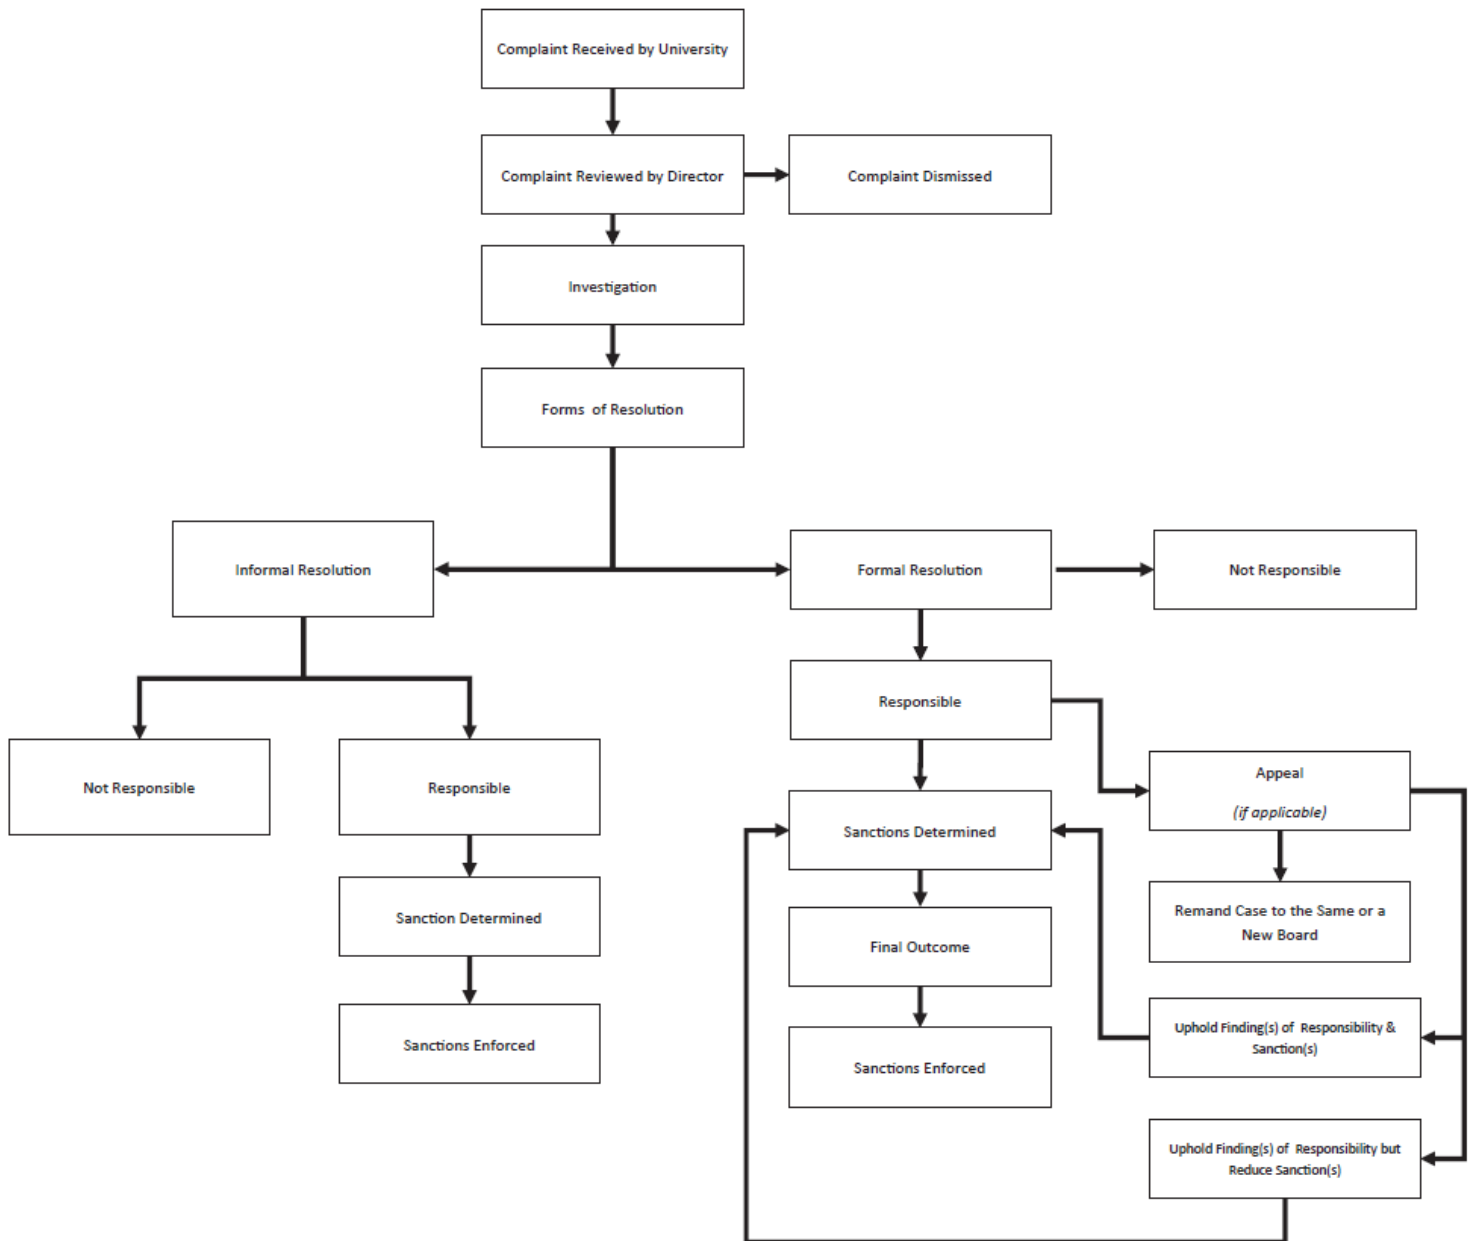 Complaint Received by University
Complaint Reviewed by Director
Complaint Dismissed
Investigation
Forms of Resolution
Informal Resolution
Formal Resolution
Not Responsible
Responsible
Not Responsible
Responsible
Appeal
(if applicable)
Sanctions Determined
Remand Case to the Same or a
New Board
Sanction Determined
Final Outcome
Uphold Finding(s) of Responsibility &
Sanction(s)
Sanctions Enforced
Sanctions Enforced
Uphold Finding(s) of Responsibility but
Reduce Sanction(s)